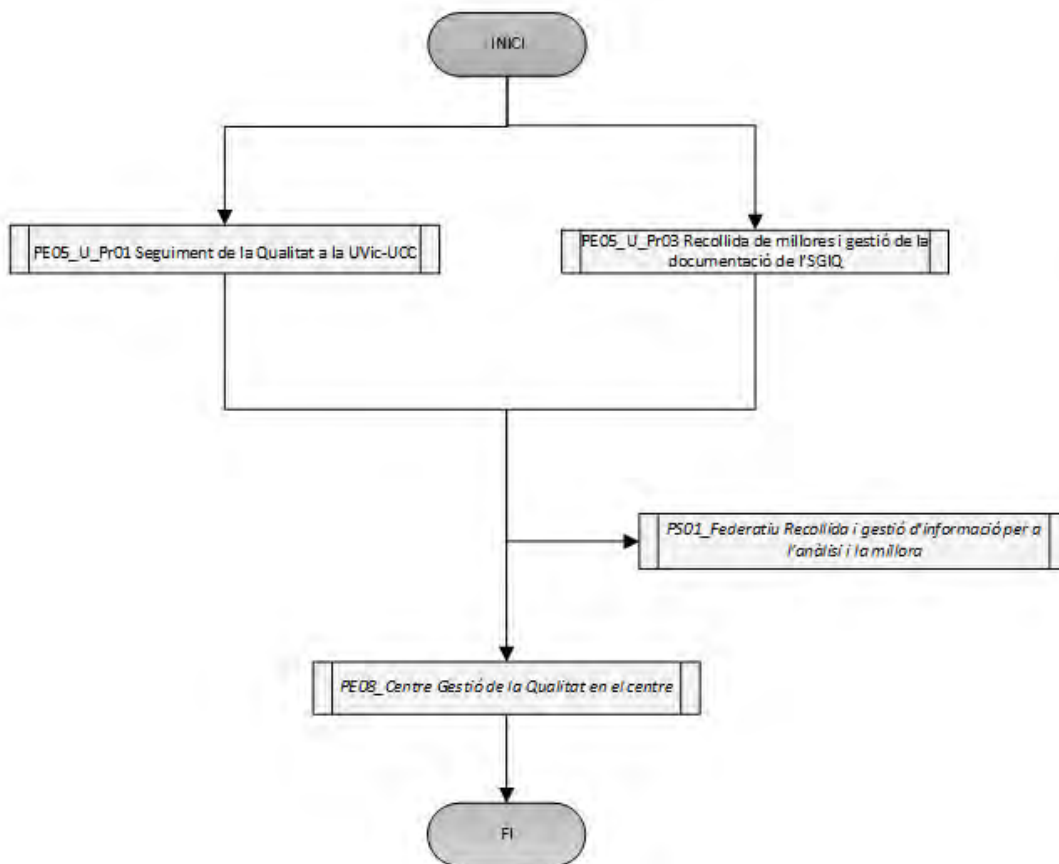 INICI
PE05_U_Pr01 Seguiment de la Qualitat a la UVic-UCC
PE05_U_Pr03 Recollida de millores i gestió de la
documentació de l'SGIQ
PS01_Federatiu Recollida i gestió d'informació per a
l'anàlisi i la millora
PE08_Centre Gestió de la Qualitat en el centre
FI